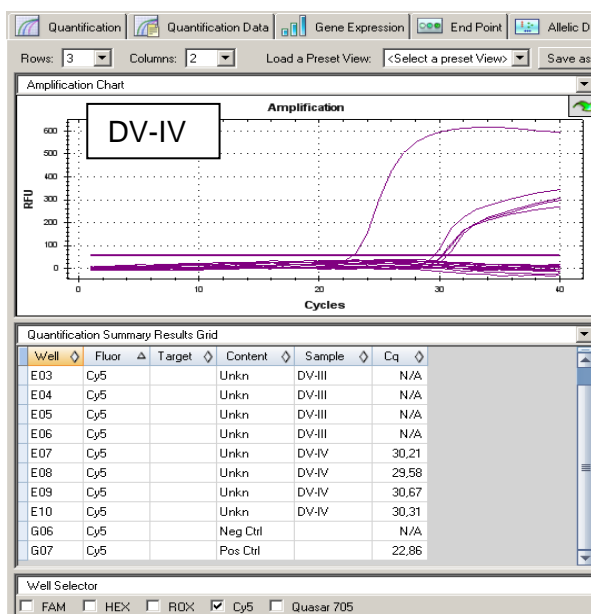 Quantification Quantification Data Gene Expression End Point Allelic D
Rows: 3 Columns: 2 Load a Preset View: <Select a preset View> Save as
Amplification Chart
Amplification
DV-IV
600
500
400
300
200
100
0
RFU
0 10 20 30 40
Cycles
Quantification Summary Results Grid
Well Fluor Target Content Sample Cq
E03 Cy5 Unkn DV-III N/A
E04 Cy5 Unkn DV-III N/A
E05 Cy5 Unkn DV-III N/A
E06 Cy5 Unkn DV-III N/A
E07 Cy5 Unkn DV-IV 30,21
E08 Cy5 Unkn DV-IV 29,58
E09 Cy5 Unkn DV-IV 30,67
E10 Cy5 Unkn DV-IV 30,31
G06 Cy5 Neg Ctrl N/A
G07 Cy5 Pos Ctrl 22,86
Well Selector
FAM HEX ROX Cy5 Quasar 705